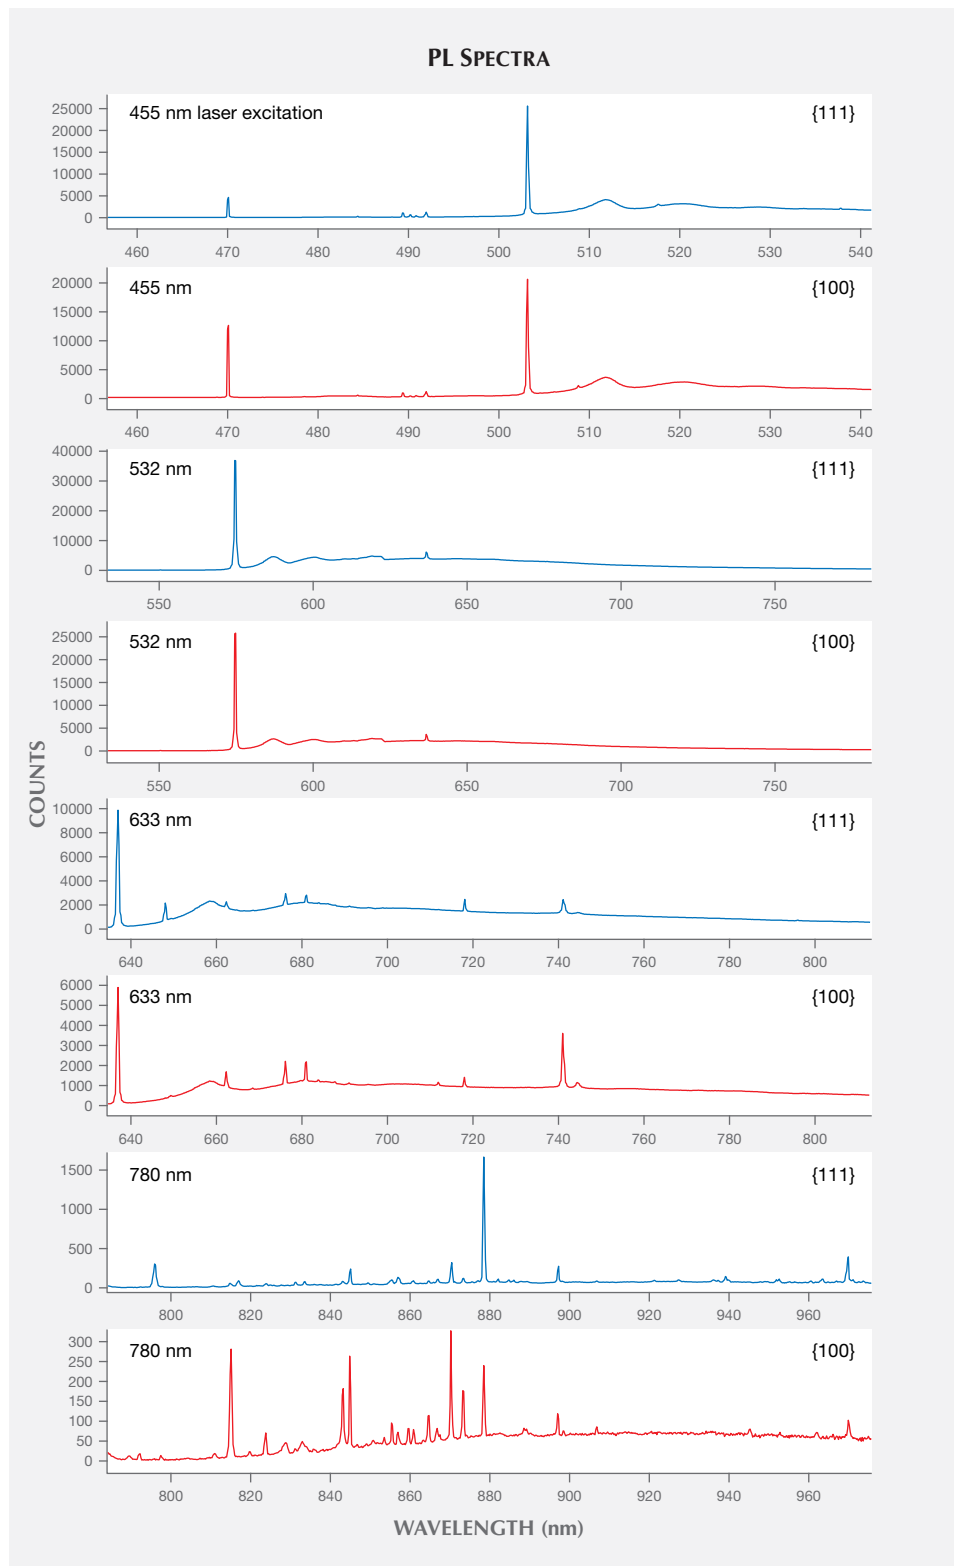 PL SPECTRA
455 nm laser excitation {111}
25000
20000
15000
10000
5000
0
460 470 480 490 500 510 520 530 540
455 nm {100}
20000
15000
10000
5000
0
460 470 480 490 500 510 520 530 540
532 nm {111}
40000
30000
20000
10000
0
550 600 650 700 750
532 nm {100}
25000
20000
15000
10000
5000
0
550 600 650 700 750
COUNTS
633 nm {111}
10000
8000
6000
4000
2000
0
640 660 680 700 720 740 760 780 800
633 nm {100}
6000
5000
4000
3000
2000
1000
0
640 660 680 700 720 740 760 780 800
780 nm {111}
1500
1000
500
0
800 820 840 860 880 900 920 940 960
780 nm {100}
300
250
200
150
100
50
0
800 820 840 860 880 900 920 940 960
WAVELENGTH (nm)